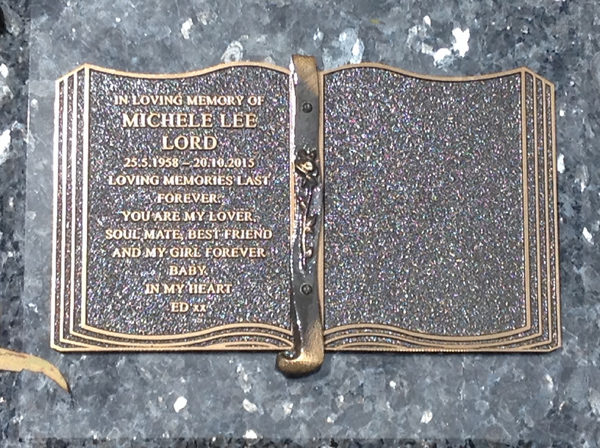 IN LOVING MEMORY OF
MICHELE LEE
LORD
25.5.1958 – 20.10.2015
LOVING MEMORIES LAST
FOREVER.
YOU ARE MY LOVER,
SOUL MATE, BEST FRIEND
AND MY GIRL FOREVER
BABY.
IN MY HEART
ED xx